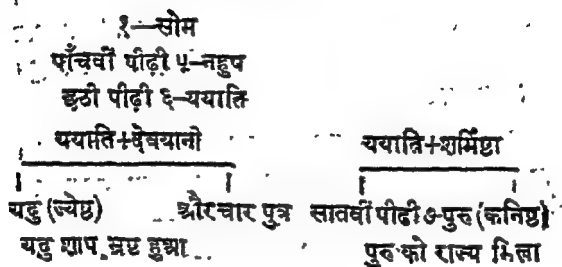 १—सोम
पाँचवीं पीढ़ी ५—नहुष
छठी पीढ़ी ६—ययाति
ययाति+देवयानी ययाति+शर्मिष्ठा
यदु (ज्येष्ठ) और चार पुत्र सातवीं पीढी ७-पुरु (कनिष्ठ)
यदु शाप भ्रष्ट हुआ पुरु को राज्य मिला